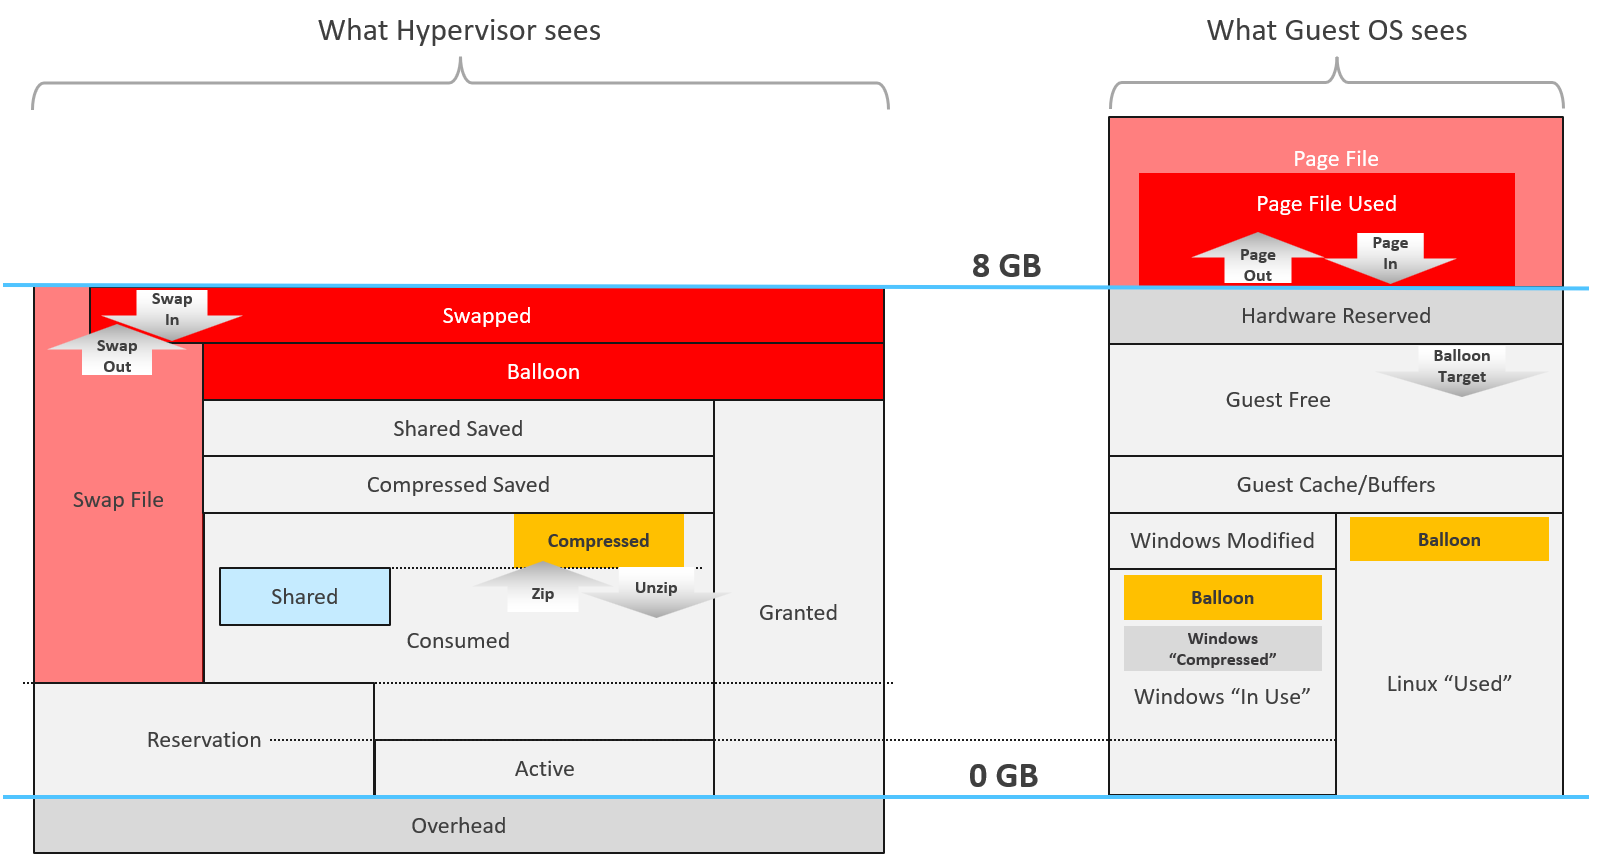 What Hypervisor sees
What Guest OS sees
Page File
Page File Used
Page
Out
Page
In
8 GB
Swap
In
Swapped
Hardware Reserved
Swap
Out
Balloon
Balloon
Target
Guest Free
Shared Saved
Compressed Saved
Guest Cache/Buffers
Swap File
Compressed
Windows Modified
Balloon
Shared
Zip
Unzip
Balloon
Granted
Consumed
Windows
“Compressed”
Windows “In Use”
Linux “Used”
Reservation
Active
0 GB
Overhead